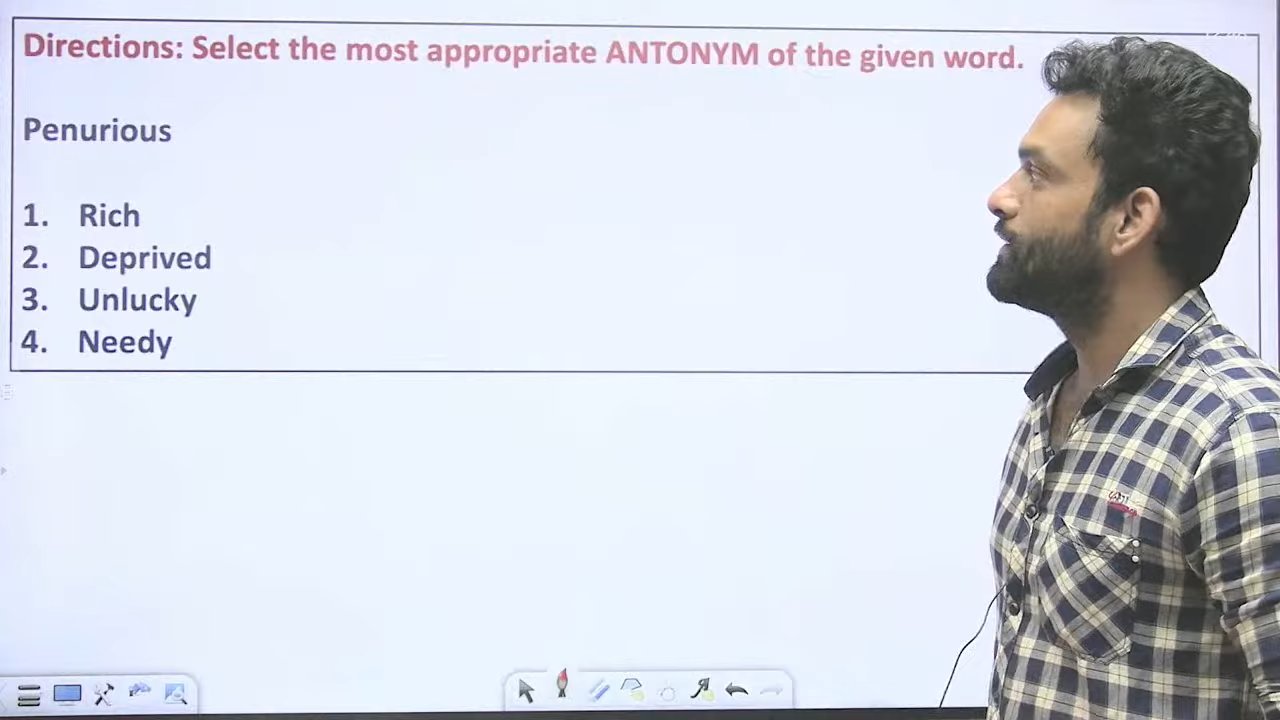 Directions: Select the most appropriate ANTONYM of the given word.
Penurious
1. Rich
2. Deprived
3. Unlucky
4. Needy